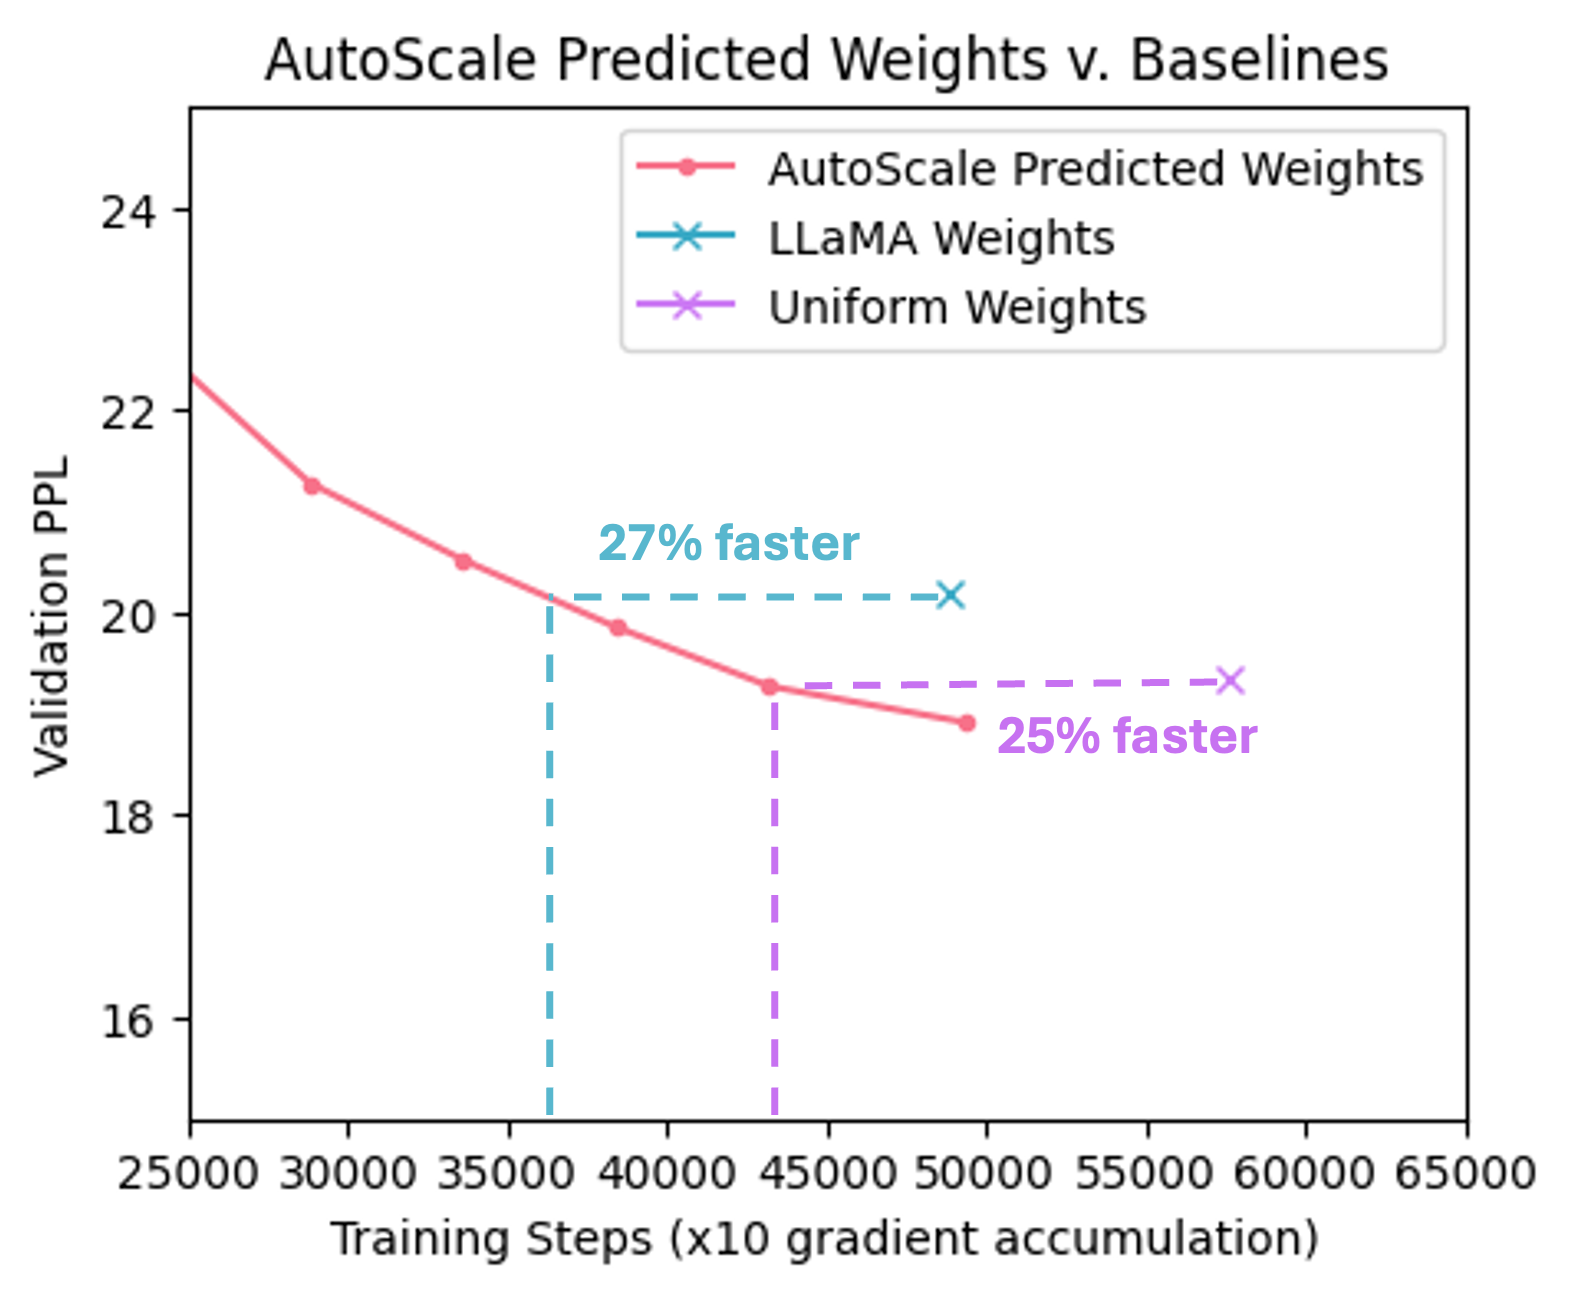 AutoScale Predicted Weights v. Baselines
AutoScale Predicted Weights
LLaMA Weights
Uniform Weights
24
22
20
18
16
Validation PPL
27% faster
25% faster
25000 30000 35000 40000 45000 50000 55000 60000 65000
Training Steps (x10 gradient accumulation)